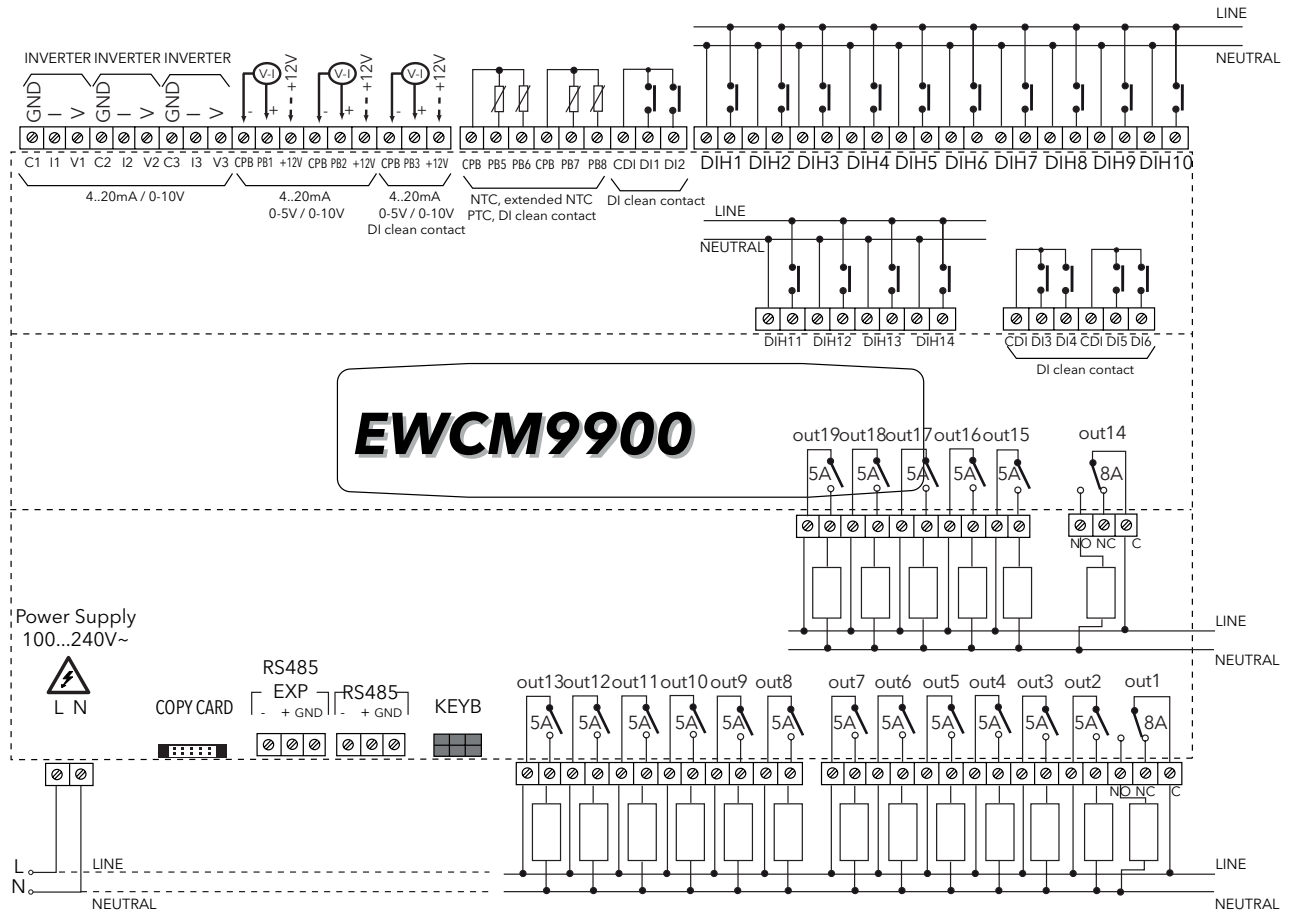 LINE
NEUTRAL
INVERTER INVERTER INVERTER
GND I V GND I V GND I V
V-I +12V V-I +12V V-I +12V
- + - + - +
C1 I1 V1 C2 I2 V2 C3 I3 V3 CPB PB1 +12V CPB PB2 +12V CPB PB3 +12V CPB PB5 PB6 CPB PB7 PB8 CDI DI1 DI2 DIH1 DIH2 DIH3 DIH4 DIH5 DIH6 DIH7 DIH8 DIH9 DIH10
4..20mA / 0-10V
4..20mA
0-5V / 0-10V
4..20mA
0-5V / 0-10V
DI clean contact
NTC, extended NTC
PTC, DI clean contact
DI clean contact
LINE
NEUTRAL
DIH11 DIH12 DIH13 DIH14 CDI DI3 DI4 CDI DI5 DI6
DI clean contact
EWCM9900
out19 out18 out17 out16 out15 out14
5A 5A 5A 5A 5A 8A
NO NC C
LINE
NEUTRAL
Power Supply
100...240V~
L N
COPY CARD
RS485
EXP
- + GND
RS485
- + GND
KEYB
out13 out12 out11 out10 out9 out8 out7 out6 out5 out4 out3 out2 out1
5A 5A 5A 5A 5A 5A 5A 5A 5A 5A 5A 5A 8A
NO NC C
L LINE LINE
N NEUTRAL NEUTRAL